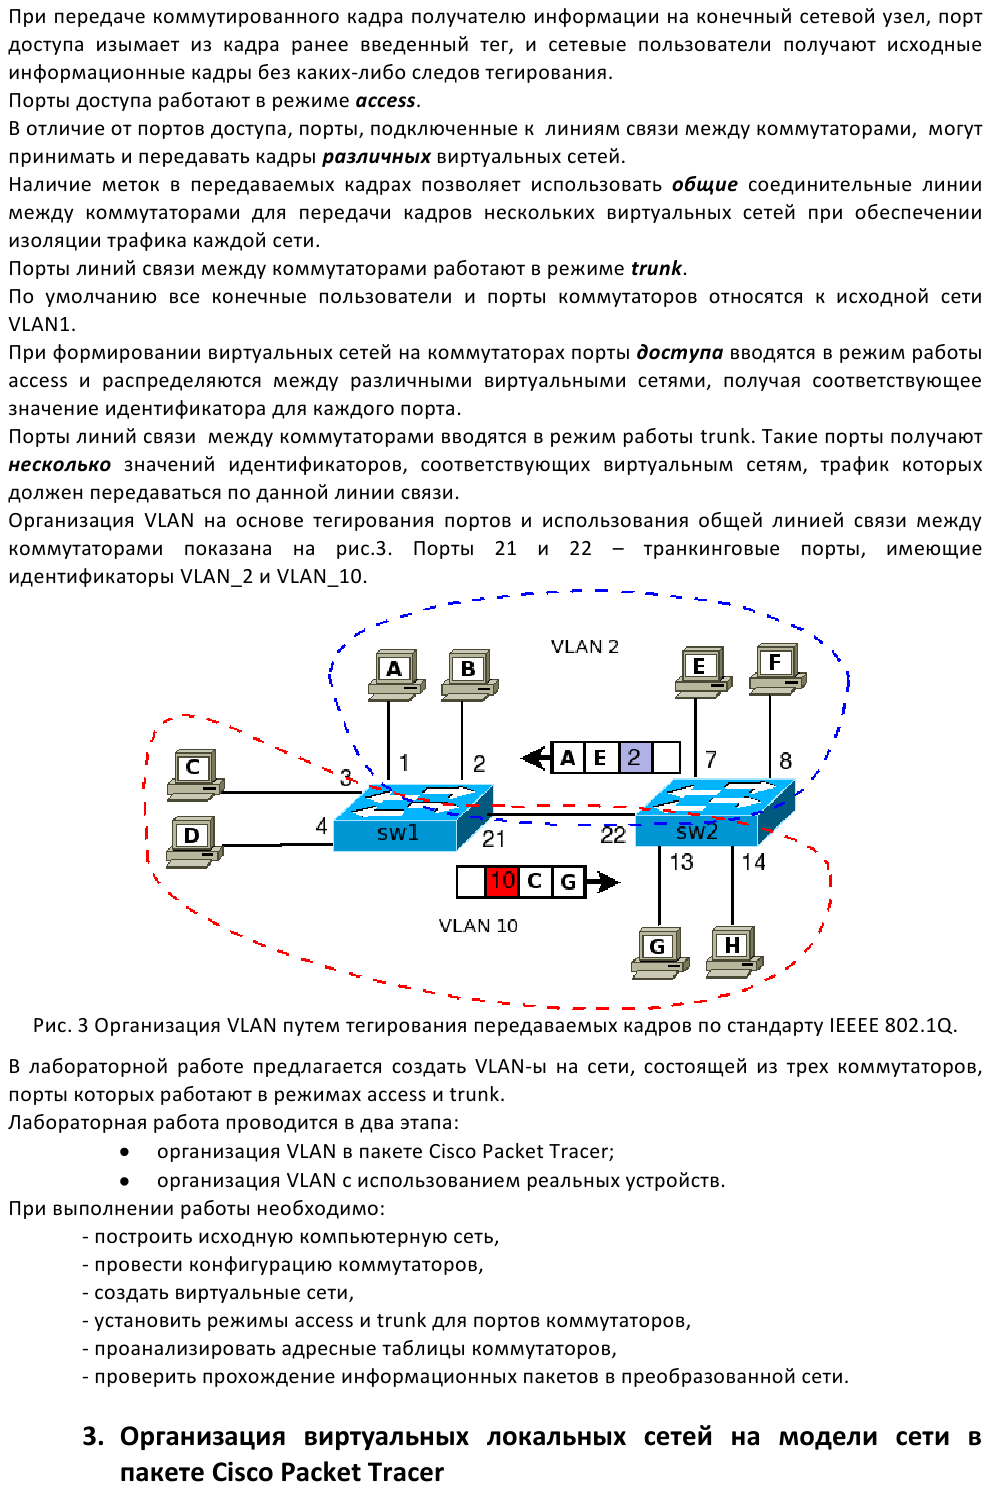 При передаче коммутированного кадра получателю информации на конечный сетевой узел, порт
доступа изымает из кадра ранее введенный тег, и сетевые пользователи получают исходные
информационные кадры без каких-либо следов тегирования.
Порты доступа работают в режиме access.
В отличие от портов доступа, порты, подключенные к линиям связи между коммутаторами, могут
принимать и передавать кадры различных виртуальных сетей.
Наличие меток в передаваемых кадрах позволяет использовать общие соединительные линии
между коммутаторами для передачи кадров нескольких виртуальных сетей при обеспечении
изоляции трафика каждой сети.
Порты линий связи между коммутаторами работают в режиме trunk.
По умолчанию все конечные пользователи и порты коммутаторов относятся к исходной сети
VLAN1.
При формировании виртуальных сетей на коммутаторах порты доступа вводятся в режим работы
access и распределяются между различными виртуальными сетями, получая соответствующее
значение идентификатора для каждого порта.
Порты линий связи между коммутаторами вводятся в режим работы trunk. Такие порты получают
несколько значений идентификаторов, соответствующих виртуальным сетям, трафик которых
должен передаваться по данной линии связи.
Организация VLAN на основе тегирования портов и использования общей линией связи между
коммутаторами показана на рис.3. Порты 21 и 22 – транкинговые порты, имеющие
идентификаторы VLAN_2 и VLAN_10.
VLAN 2
A B E F
A E 2
1 2 7 8
C
3
D
4
sw1 21 22 sw2
13 14
10 C G
VLAN 10
G H
Рис. 3 Организация VLAN путем тегирования передаваемых кадров по стандарту IEEEE 802.1Q.
В лабораторной работе предлагается создать VLAN-ы на сети, состоящей из трех коммутаторов,
порты которых работают в режимах access и trunk.
Лабораторная работа проводится в два этапа:
• организация VLAN в пакете Cisco Packet Tracer;
• организация VLAN с использованием реальных устройств.
При выполнении работы необходимо:
- построить исходную компьютерную сеть,
- провести конфигурацию коммутаторов,
- создать виртуальные сети,
- установить режимы access и trunk для портов коммутаторов,
- проанализировать адресные таблицы коммутаторов,
- проверить прохождение информационных пакетов в преобразованной сети.
3. Организация виртуальных локальных сетей на модели сети в
пакете Cisco Packet Tracer